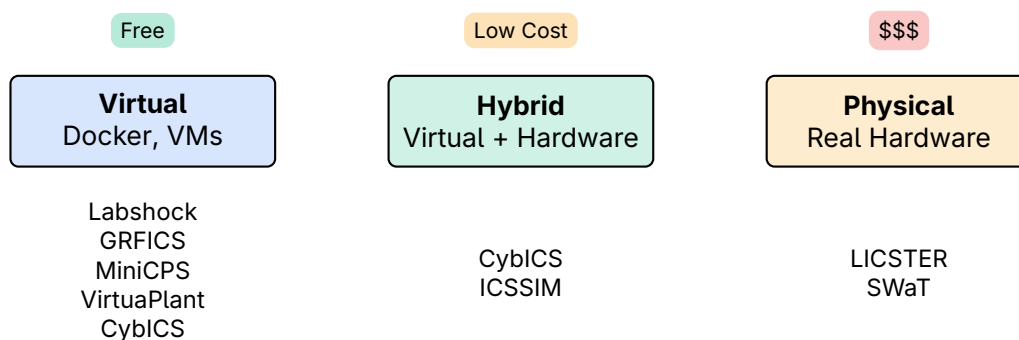 Free
Low Cost
$$$
Virtual
Docker, VMs
Hybrid
Virtual + Hardware
Physical
Real Hardware
Labshock
GRFICS
MiniCPS
VirtuaPlant
CybICS
CybICS
ICSSIM
LICSTER
SWaT